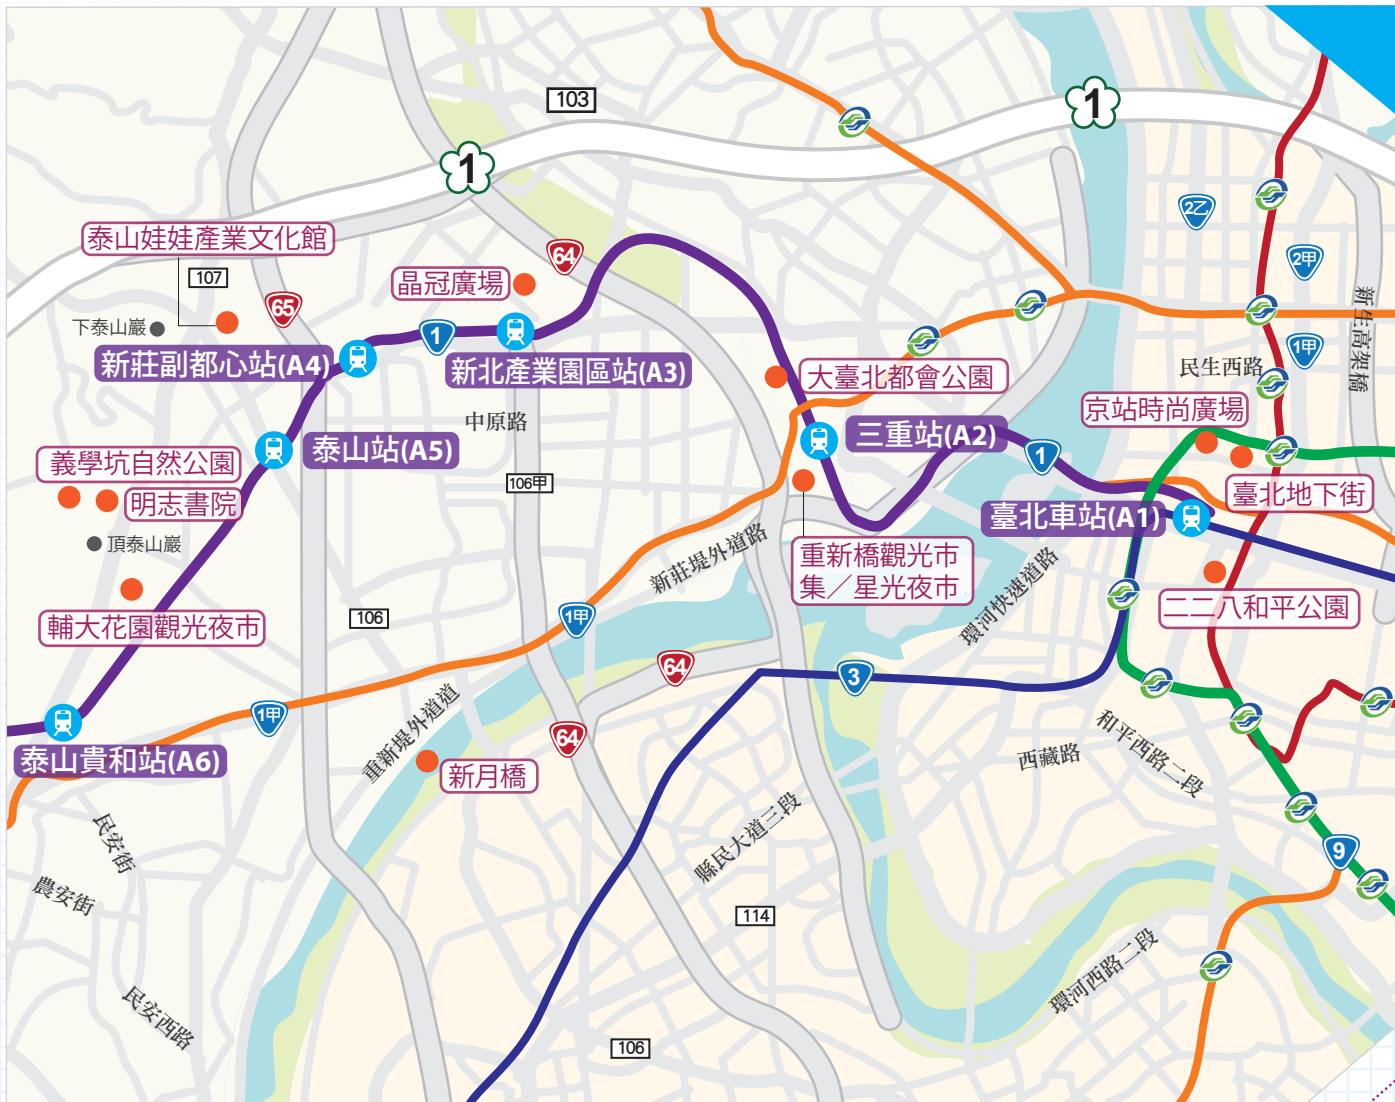 103
1
1
2乙
泰山娃娃產業文化館
64
2甲
107
晶冠廣場
65
新生高架橋
下泰山巖
1
1甲
新莊副都心站(A4)
新北產業園區站(A3)
民生西路
大臺北都會公園
中原路
京站時尚廣場
三重站(A2)
泰山站(A5)
1
義學坑自然公園
106甲
明志書院
臺北地下街
臺北車站(A1)
頂泰山巖
新莊堤外道路
重新橋觀光市
集／星光夜市
環河快速道路
二二八和平公園
106
1甲
輔大花園觀光夜市
64
3
1甲
64
重新堤外道道
和平西路二段
西藏路
泰山貴和站(A6)
新月橋
民安街
縣民大道三段
9
農安街
114
環河西路二段
民安西路
106